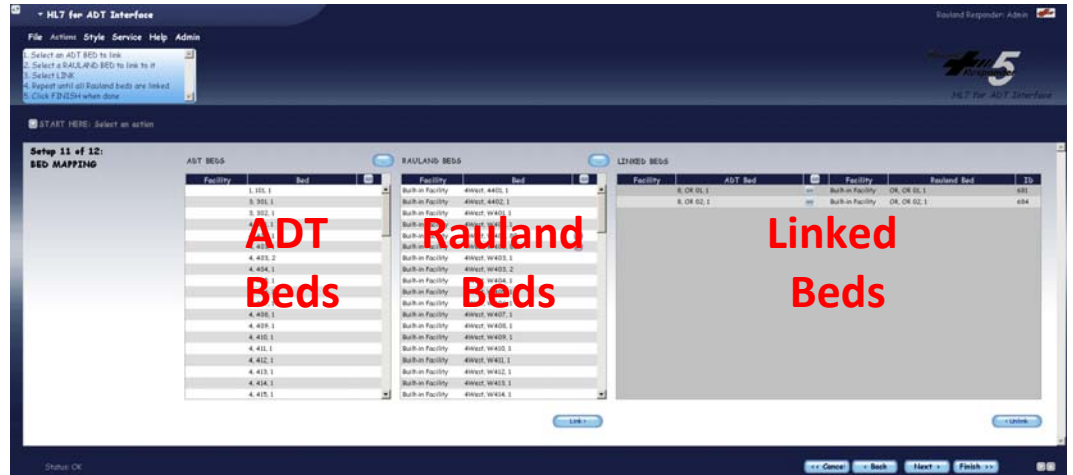 HL7 for ADT Interface
Rauland Responder: Admin
File Actions Style Service Help Admin
1. Select an ADT BED to link
2. Select a RAULAND BED to link to it
3. Select LINK
4. Repeat until all Rauland beds are linked
5. Click FINISH when done
Responder 5
HL7 for ADT Interface
START HERE: Select an action
Setup 11 of 12:
BED MAPPING
ADT BEDS
Facility Bed
1, 101, 1
3, 301, 1
3, 302, 1
4, 403, 2
4, 404, 1
4, 408, 1
4, 409, 1
4, 410, 1
4, 411, 1
4, 412, 1
4, 413, 1
4, 414, 1
4, 415, 1
ADT
Beds
RAULAND BEDS
Facility Bed
Built-in Facility 4West, 4401, 1
Built-in Facility 4West, 4402, 1
Built-in Facility 4West, W401, 1
Built-in Facility 4West, W403, 1
Built-in Facility 4West, W403, 2
Built-in Facility 4West, W404, 1
Built-in Facility 4West, W407, 1
Built-in Facility 4West, W408, 1
Built-in Facility 4West, W409, 1
Built-in Facility 4West, W410, 1
Built-in Facility 4West, W411, 1
Built-in Facility 4West, W412, 1
Built-in Facility 4West, W413, 1
Built-in Facility 4West, W414, 1
Rauland
Beds
Link >
LINKED BEDS
Facility ADT Bed Facility Rauland Bed ID
8, OR 01, 1 Built-in Facility OR, OR 01, 1 681
8, OR 02, 1 Built-in Facility OR, OR 02, 1 684
Linked
Beds
< Unlink
Status: OK
<< Cancel < Back Next > Finish >>